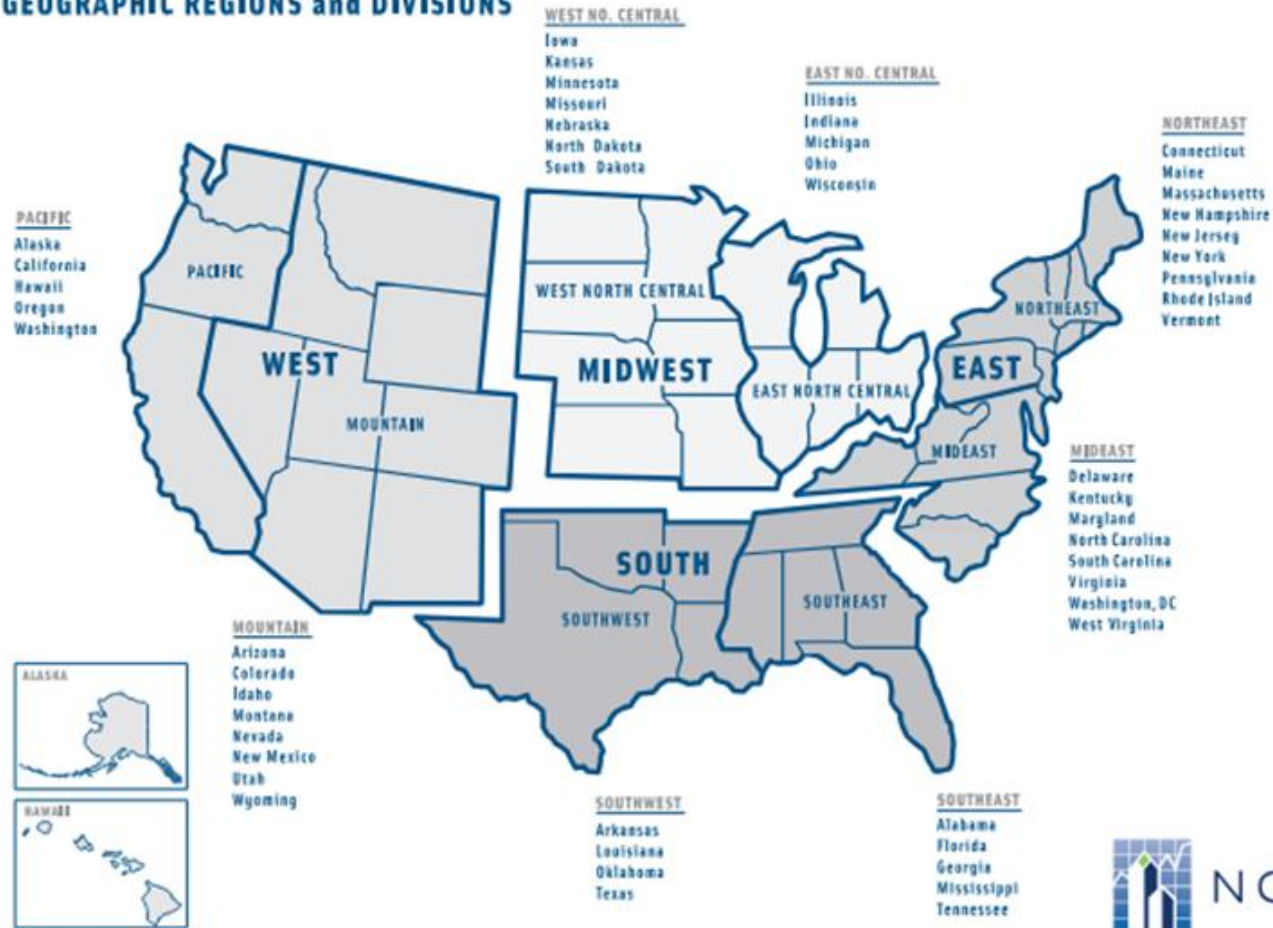 GEOGRAPHIC REGIONS and DIVISIONS
WEST NO. CENTRAL
Iowa
Kansas
Minnesota
Missouri
Nebraska
North Dakota
South Dakota
EAST NO. CENTRAL
Illinois
Indiana
Michigan
Ohio
Wisconsin
NORTHEAST
Connecticut
Maine
Massachusetts
New Hampshire
New Jersey
New York
Pennsylvania
Rhode Island
Vermont
PACIFIC
Alaska
California
Hawaii
Oregon
Washington
PACIFIC
WEST
MOUNTAIN
WEST NORTH CENTRAL
MIDWEST
EAST NORTH CENTRAL
NORTHEAST
EAST
MIDEAST
MIDEAST
Delaware
Kentucky
Maryland
North Carolina
South Carolina
Virginia
Washington, DC
West Virginia
SOUTH
SOUTHWEST
SOUTHEAST
MOUNTAIN
Arizona
Colorado
Idaho
Montana
Nevada
New Mexico
Utah
Wyoming
ALASKA
HAWAII
SOUTHWEST
Arkansas
Louisiana
Oklahoma
Texas
SOUTHEAST
Alabama
Florida
Georgia
Mississippi
Tennessee
NC